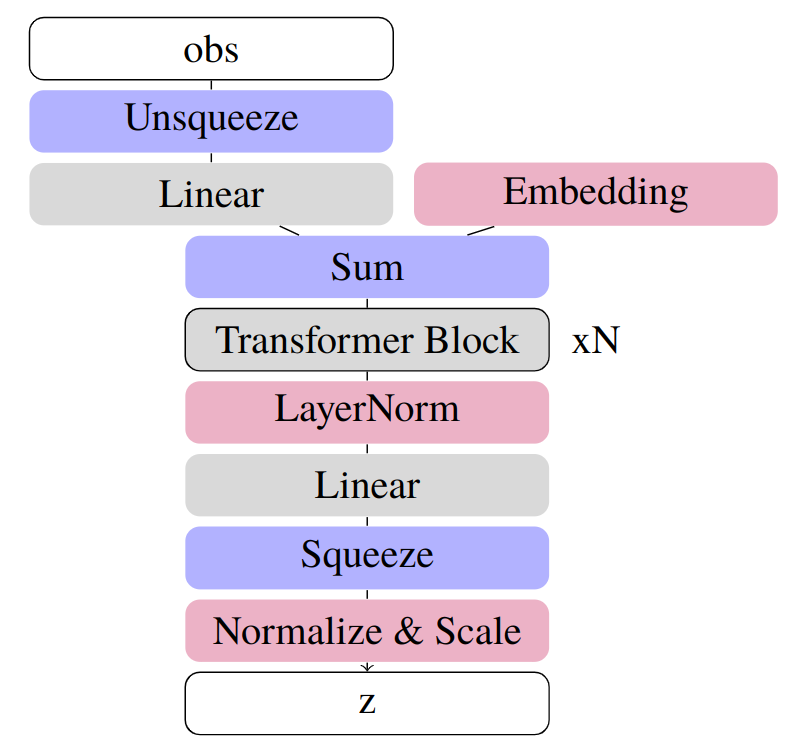 obs
Unsqueeze
Linear
Embedding
Sum
Transformer Block xN
LayerNorm
Linear
Squeeze
Normalize & Scale
z